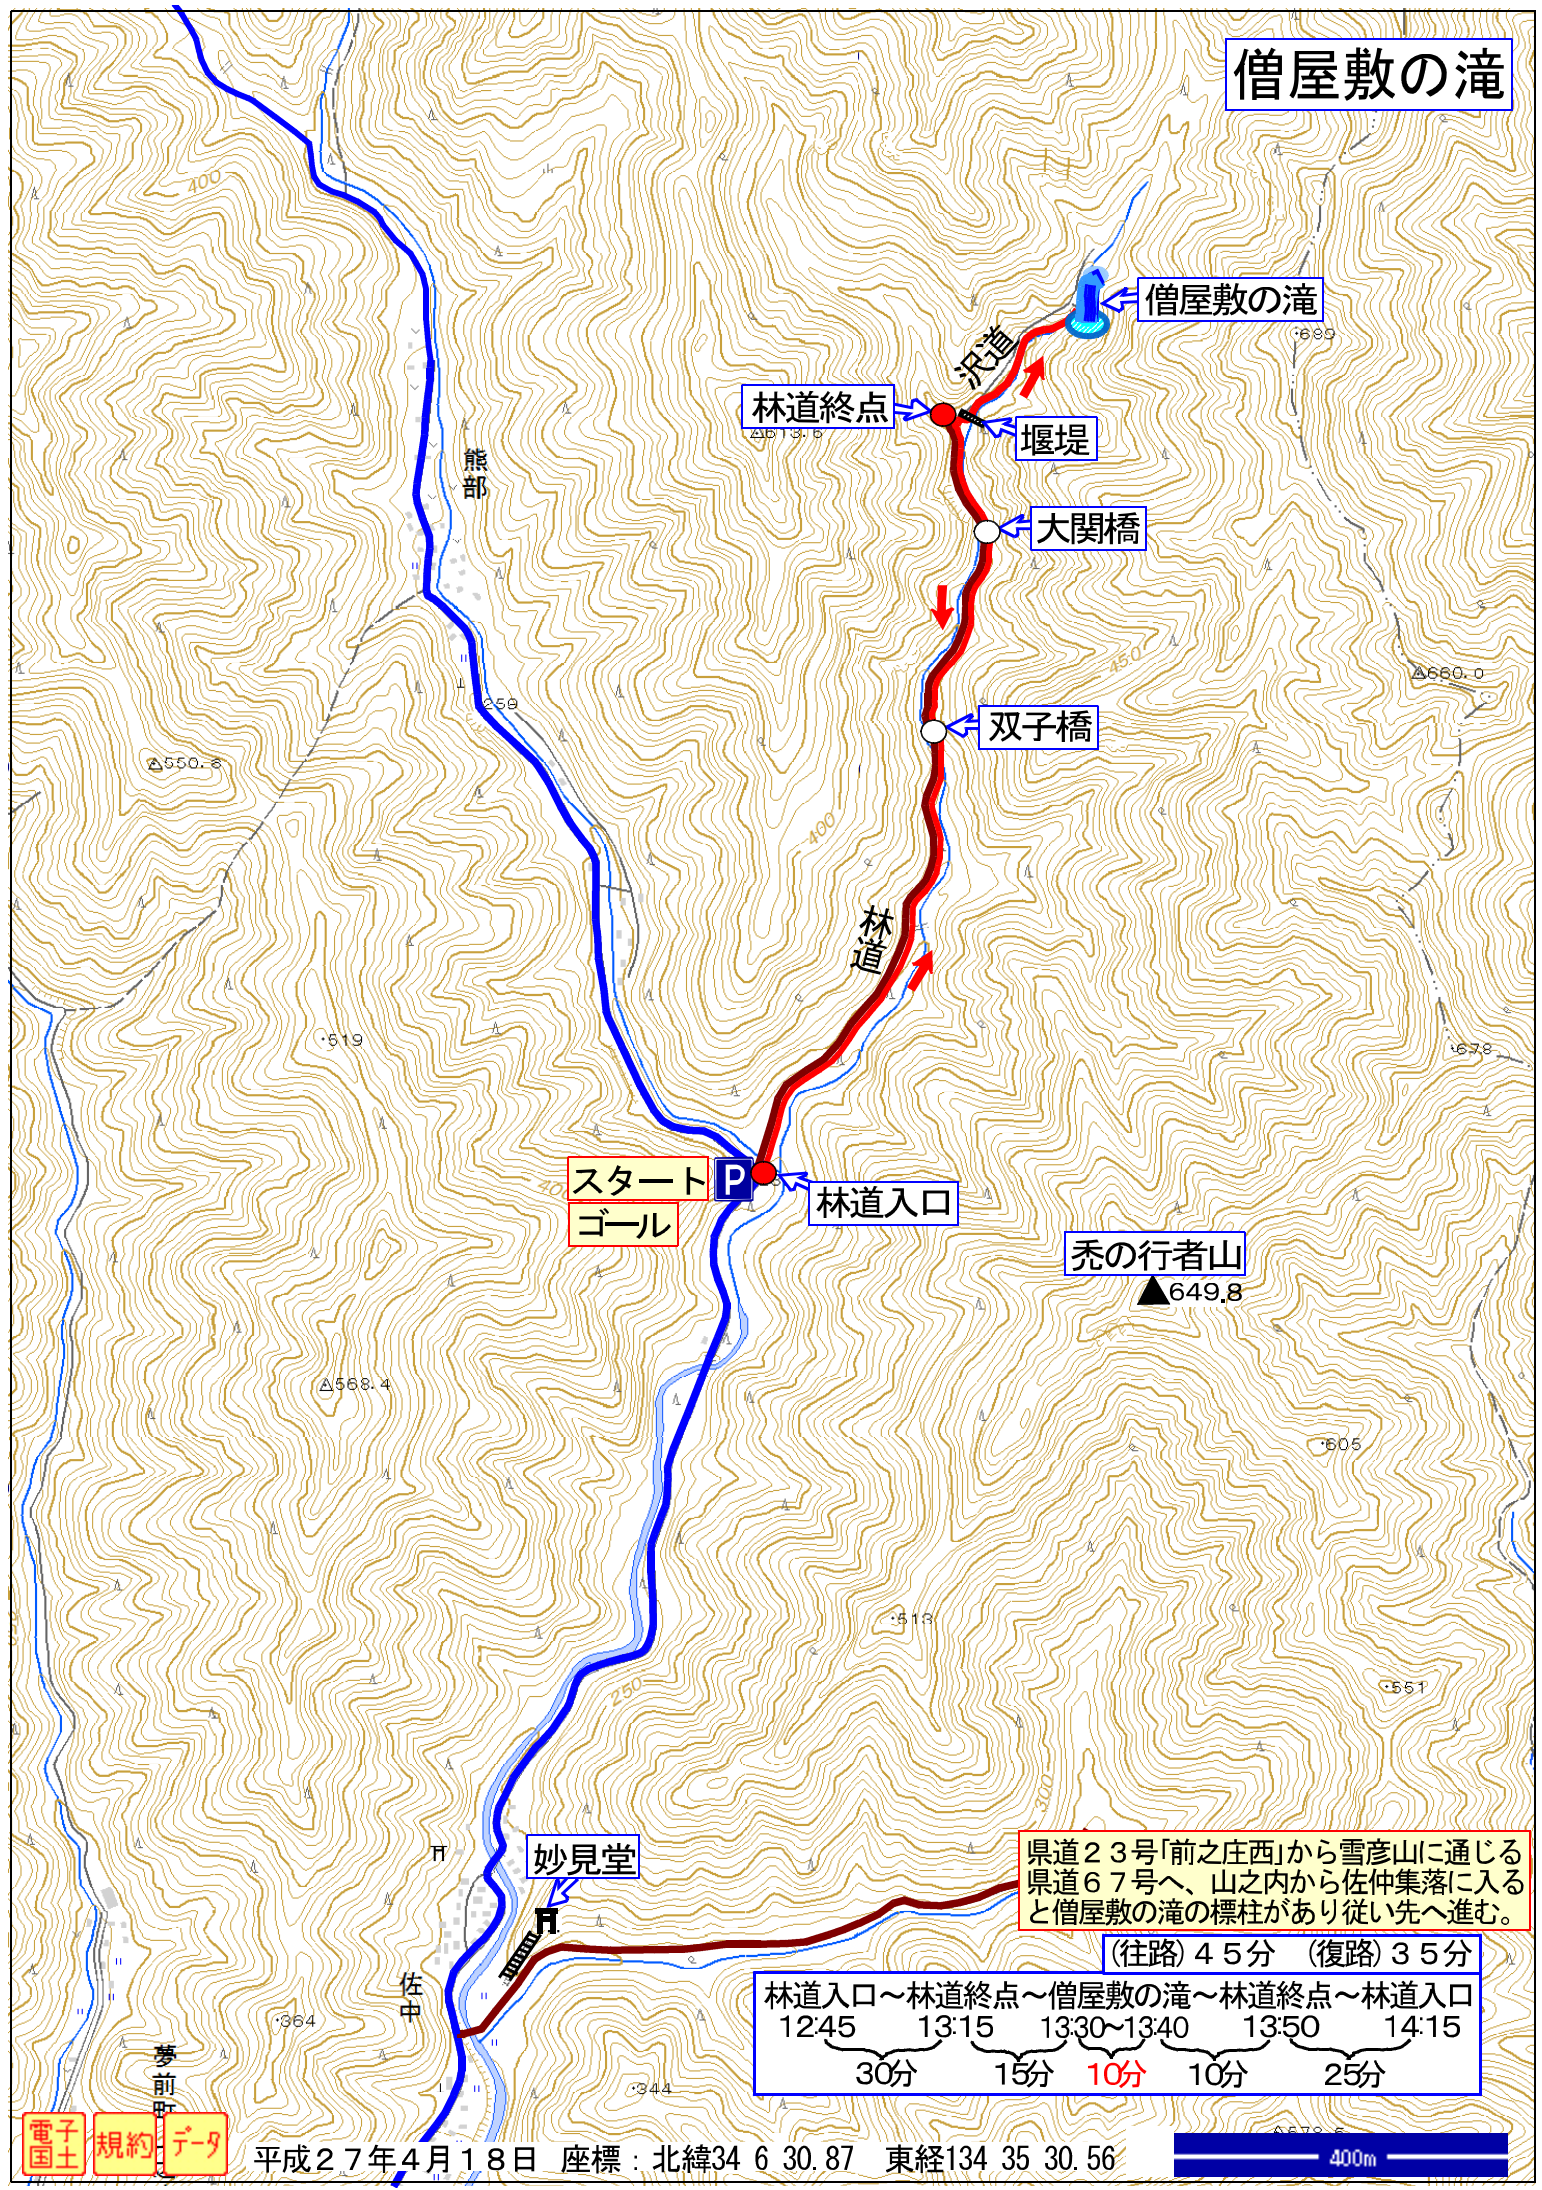 僧屋敷の滝
400
僧屋敷の滝
689
沢道
林道終点
613.6
堰堤
熊部
大関橋
450
660.0
259
双子橋
550.6
400
林道
519
678
スタート
P
林道入口
ゴール
400
禿の行者山
649.8
568.4
605
513
551
250
300
妙見堂
県道23号「前之庄西」から雪彦山に通じる
県道67号へ、山之内から佐仲集落に入る
と僧屋敷の滝の標柱があり従い先へ進む。
(往路)45分 (復路)35分
佐中
林道入口～林道終点～僧屋敷の滝～林道終点～林道入口
364
12:45 13:15 13:30～13:40 13:50 14:15
夢前町
30分 15分 10分 10分 25分
344
電子国土
規約
データ
平成27年4月18日 座標：北緯34 6 30.87 東経134 35 30.56
400m